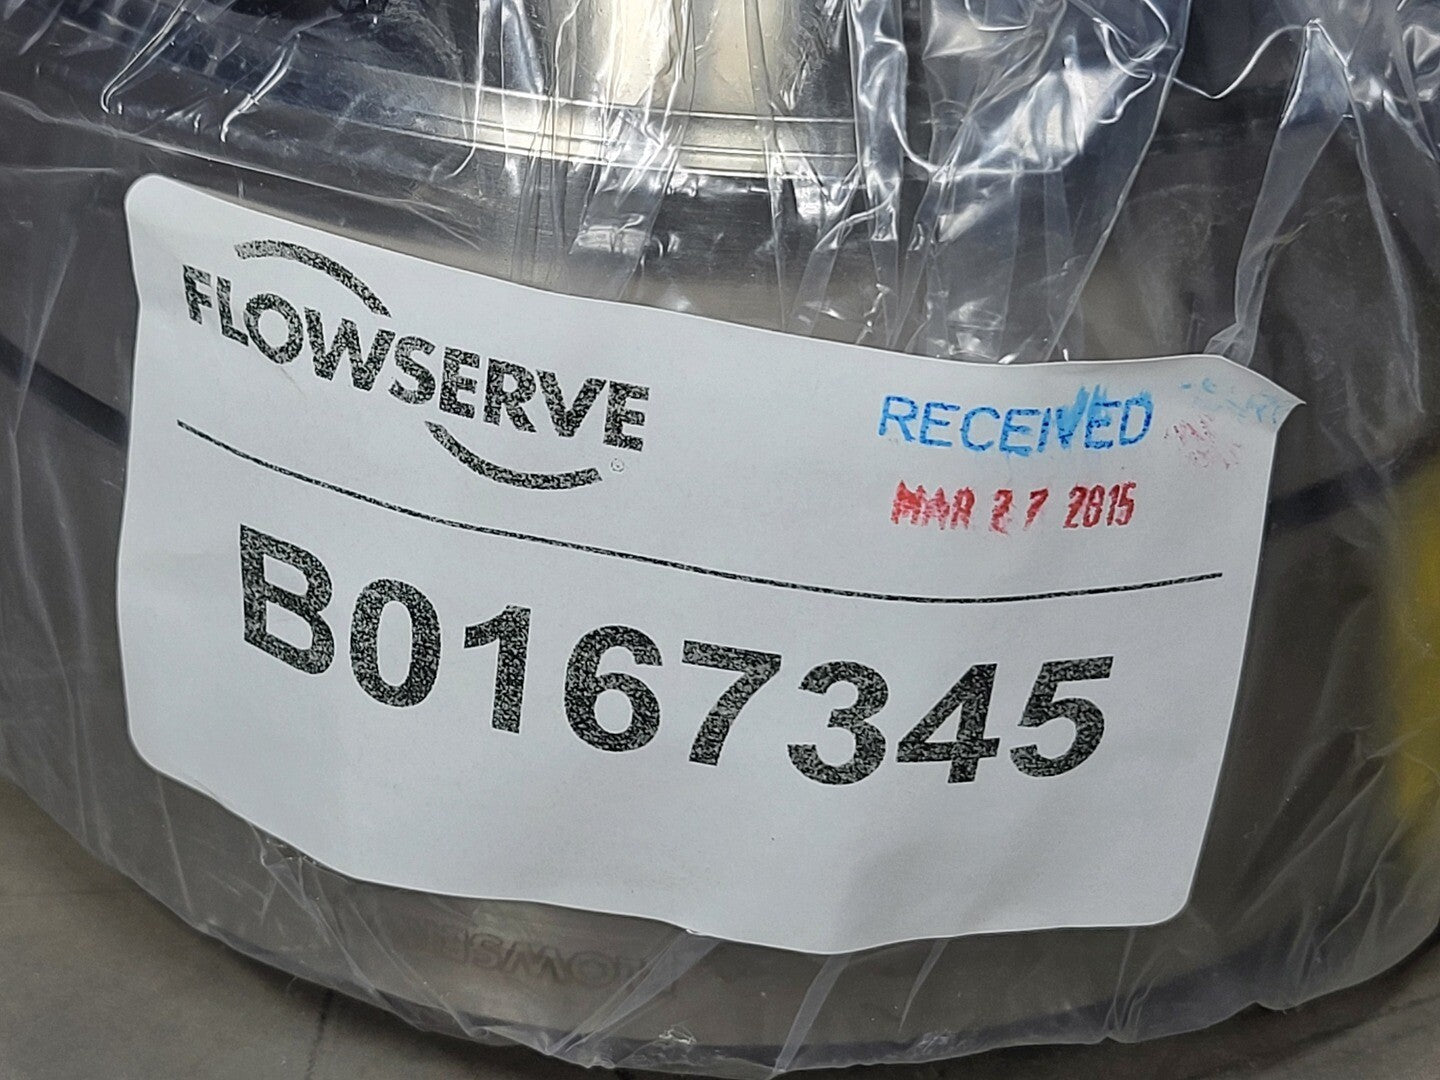 FLOWSERVE
®
RECEIVED
MAR 27 2015
B0167345